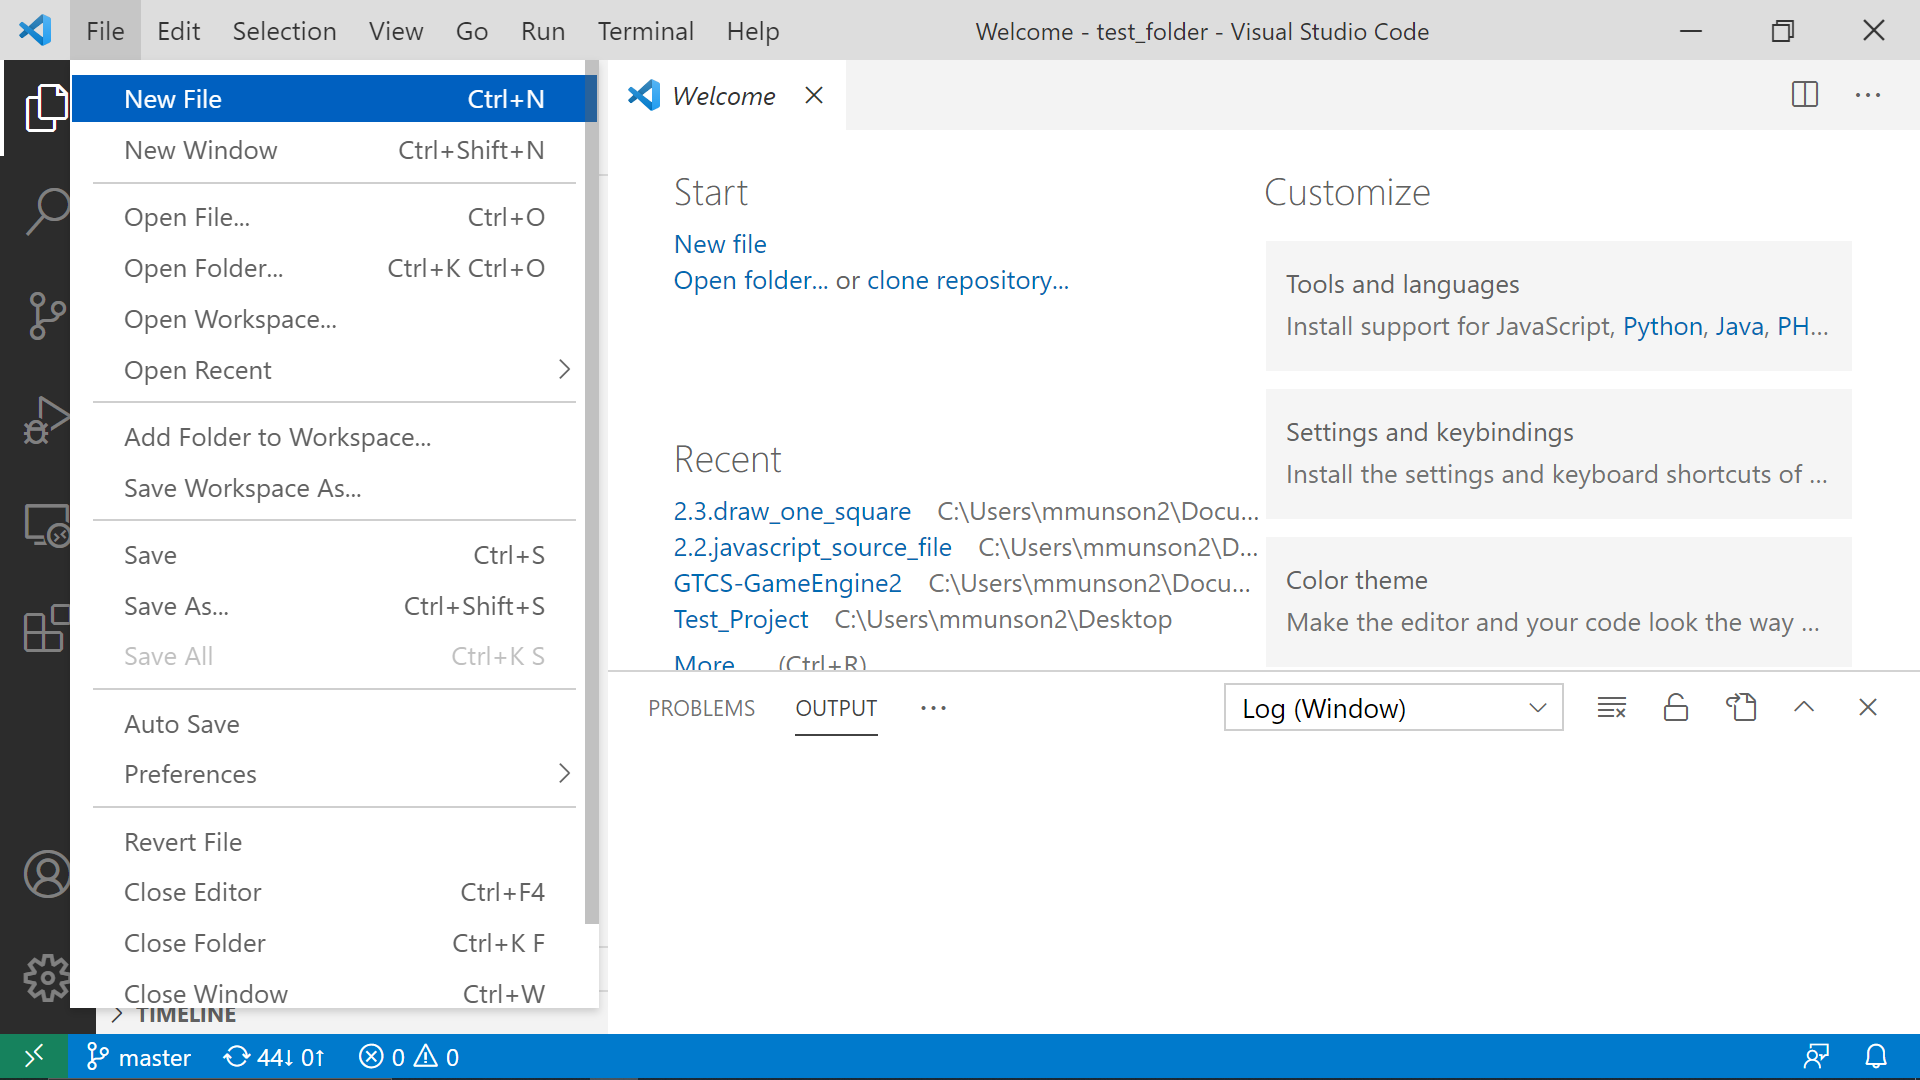 File Edit Selection View Go Run Terminal Help Welcome - test_folder - Visual Studio Code
New File Ctrl+N
New Window Ctrl+Shift+N
Open File... Ctrl+O
Open Folder... Ctrl+K Ctrl+O
Open Workspace...
Open Recent
Add Folder to Workspace...
Save Workspace As...
Save Ctrl+S
Save As... Ctrl+Shift+S
Save All Ctrl+K S
Auto Save
Preferences
Revert File
Close Editor Ctrl+F4
Close Folder Ctrl+K F
Close Window Ctrl+W
TIMELINE
Welcome
Start
New file
Open folder... or clone repository...
Recent
2.3.draw_one_square C:\Users\mmunson2\Docu...
2.2.javascript_source_file C:\Users\mmunson2\D...
GTCS-GameEngine2 C:\Users\mmunson2\Docu...
Test_Project C:\Users\mmunson2\Desktop
More... (Ctrl+R)
Customize
Tools and languages
Install support for JavaScript, Python, Java, PH...
Settings and keybindings
Install the settings and keyboard shortcuts of ...
Color theme
Make the editor and your code look the way ...
PROBLEMS OUTPUT ... Log (Window)
master 44↓ 0↑ 0 0